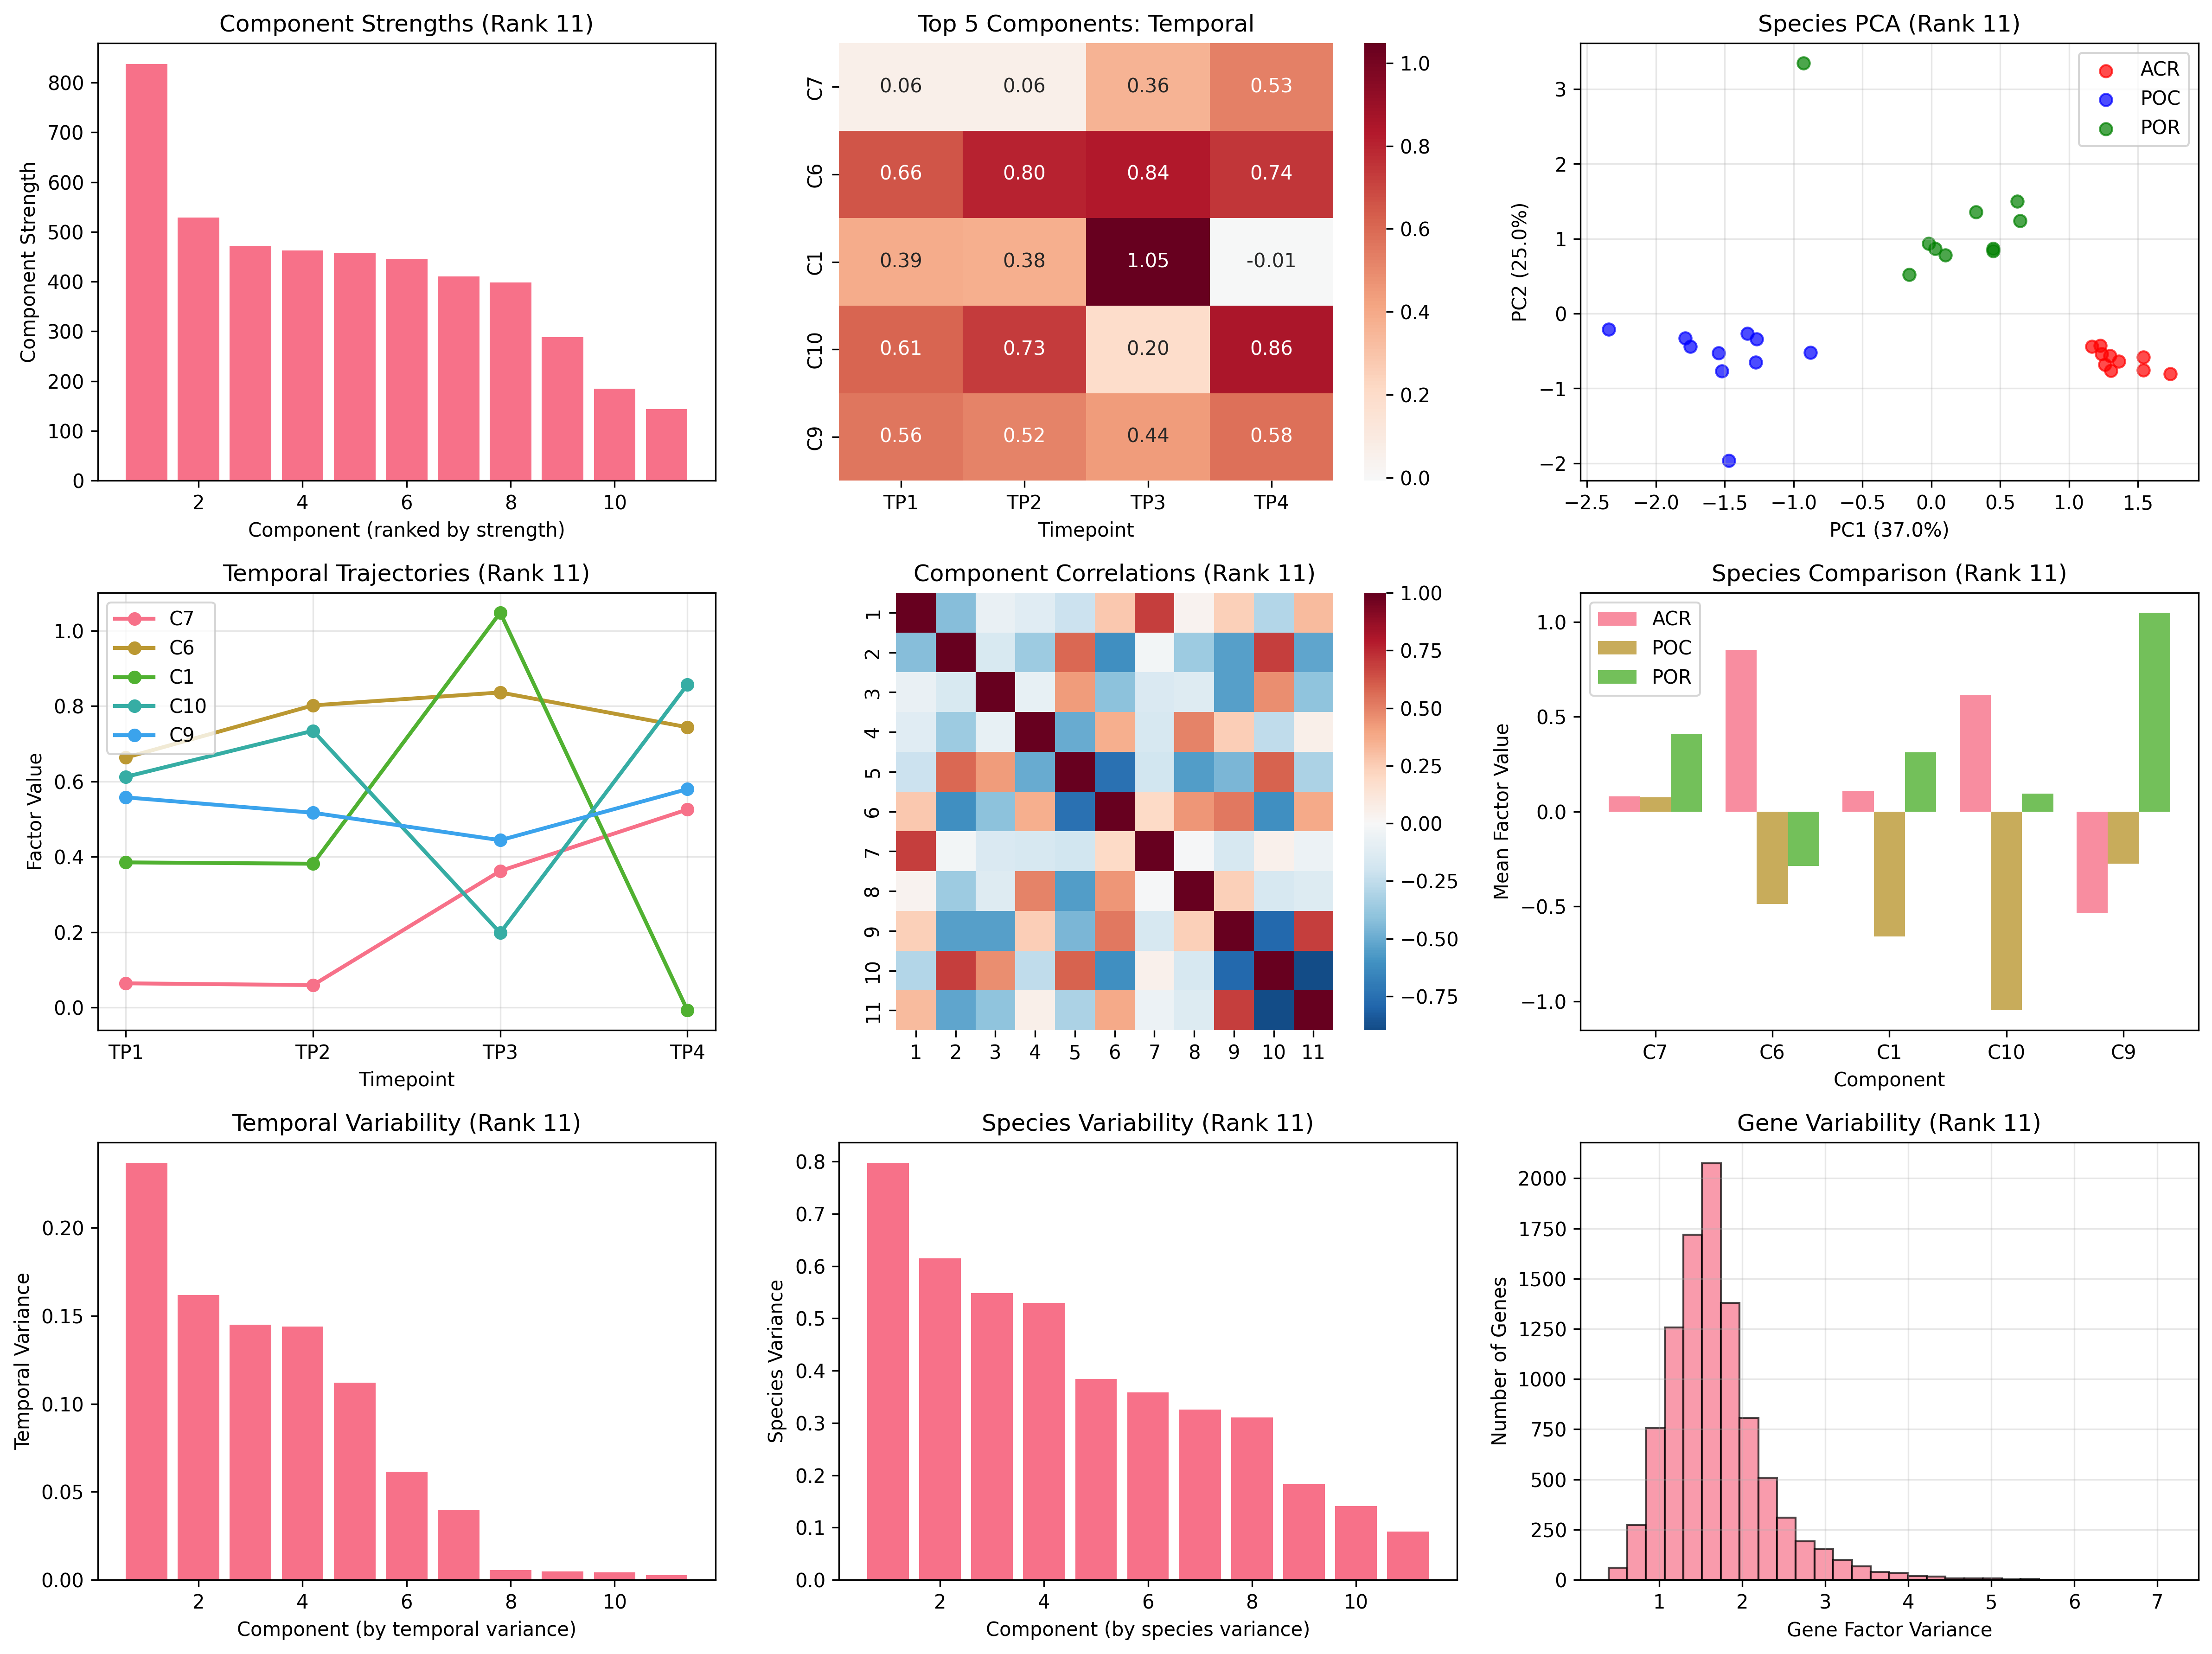 Component Strengths (Rank 11)
800
700
600
500
400
300
200
100
0
2 4 6 8 10
Component Strength
Component (ranked by strength)
Top 5 Components: Temporal
C7 0.06 0.06 0.36 0.53
C6 0.66 0.80 0.84 0.74
C1 0.39 0.38 1.05 -0.01
C10 0.61 0.73 0.20 0.86
C9 0.56 0.52 0.44 0.58
TP1 TP2 TP3 TP4
Timepoint
1.0
0.8
0.6
0.4
0.2
0.0
Species PCA (Rank 11)
ACR
POC
POR
3
2
1
0
−1
−2
−2.5 −2.0 −1.5 −1.0 −0.5 0.0 0.5 1.0 1.5
PC2 (25.0%)
PC1 (37.0%)
Temporal Trajectories (Rank 11)
C7
C6
C1
C10
C9
1.0
0.8
0.6
0.4
0.2
0.0
TP1 TP2 TP3 TP4
Factor Value
Timepoint
Component Correlations (Rank 11)
1
2
3
4
5
6
7
8
9
10
11
1 2 3 4 5 6 7 8 9 10 11
1.00
0.75
0.50
0.25
0.00
−0.25
−0.50
−0.75
Species Comparison (Rank 11)
ACR
POC
POR
1.0
0.5
0.0
−0.5
−1.0
C7 C6 C1 C10 C9
Mean Factor Value
Component
Temporal Variability (Rank 11)
0.20
0.15
0.10
0.05
0.00
2 4 6 8 10
Temporal Variance
Component (by temporal variance)
Species Variability (Rank 11)
0.8
0.7
0.6
0.5
0.4
0.3
0.2
0.1
0.0
2 4 6 8 10
Species Variance
Component (by species variance)
Gene Variability (Rank 11)
2000
1750
1500
1250
1000
750
500
250
0
1 2 3 4 5 6 7
Number of Genes
Gene Factor Variance